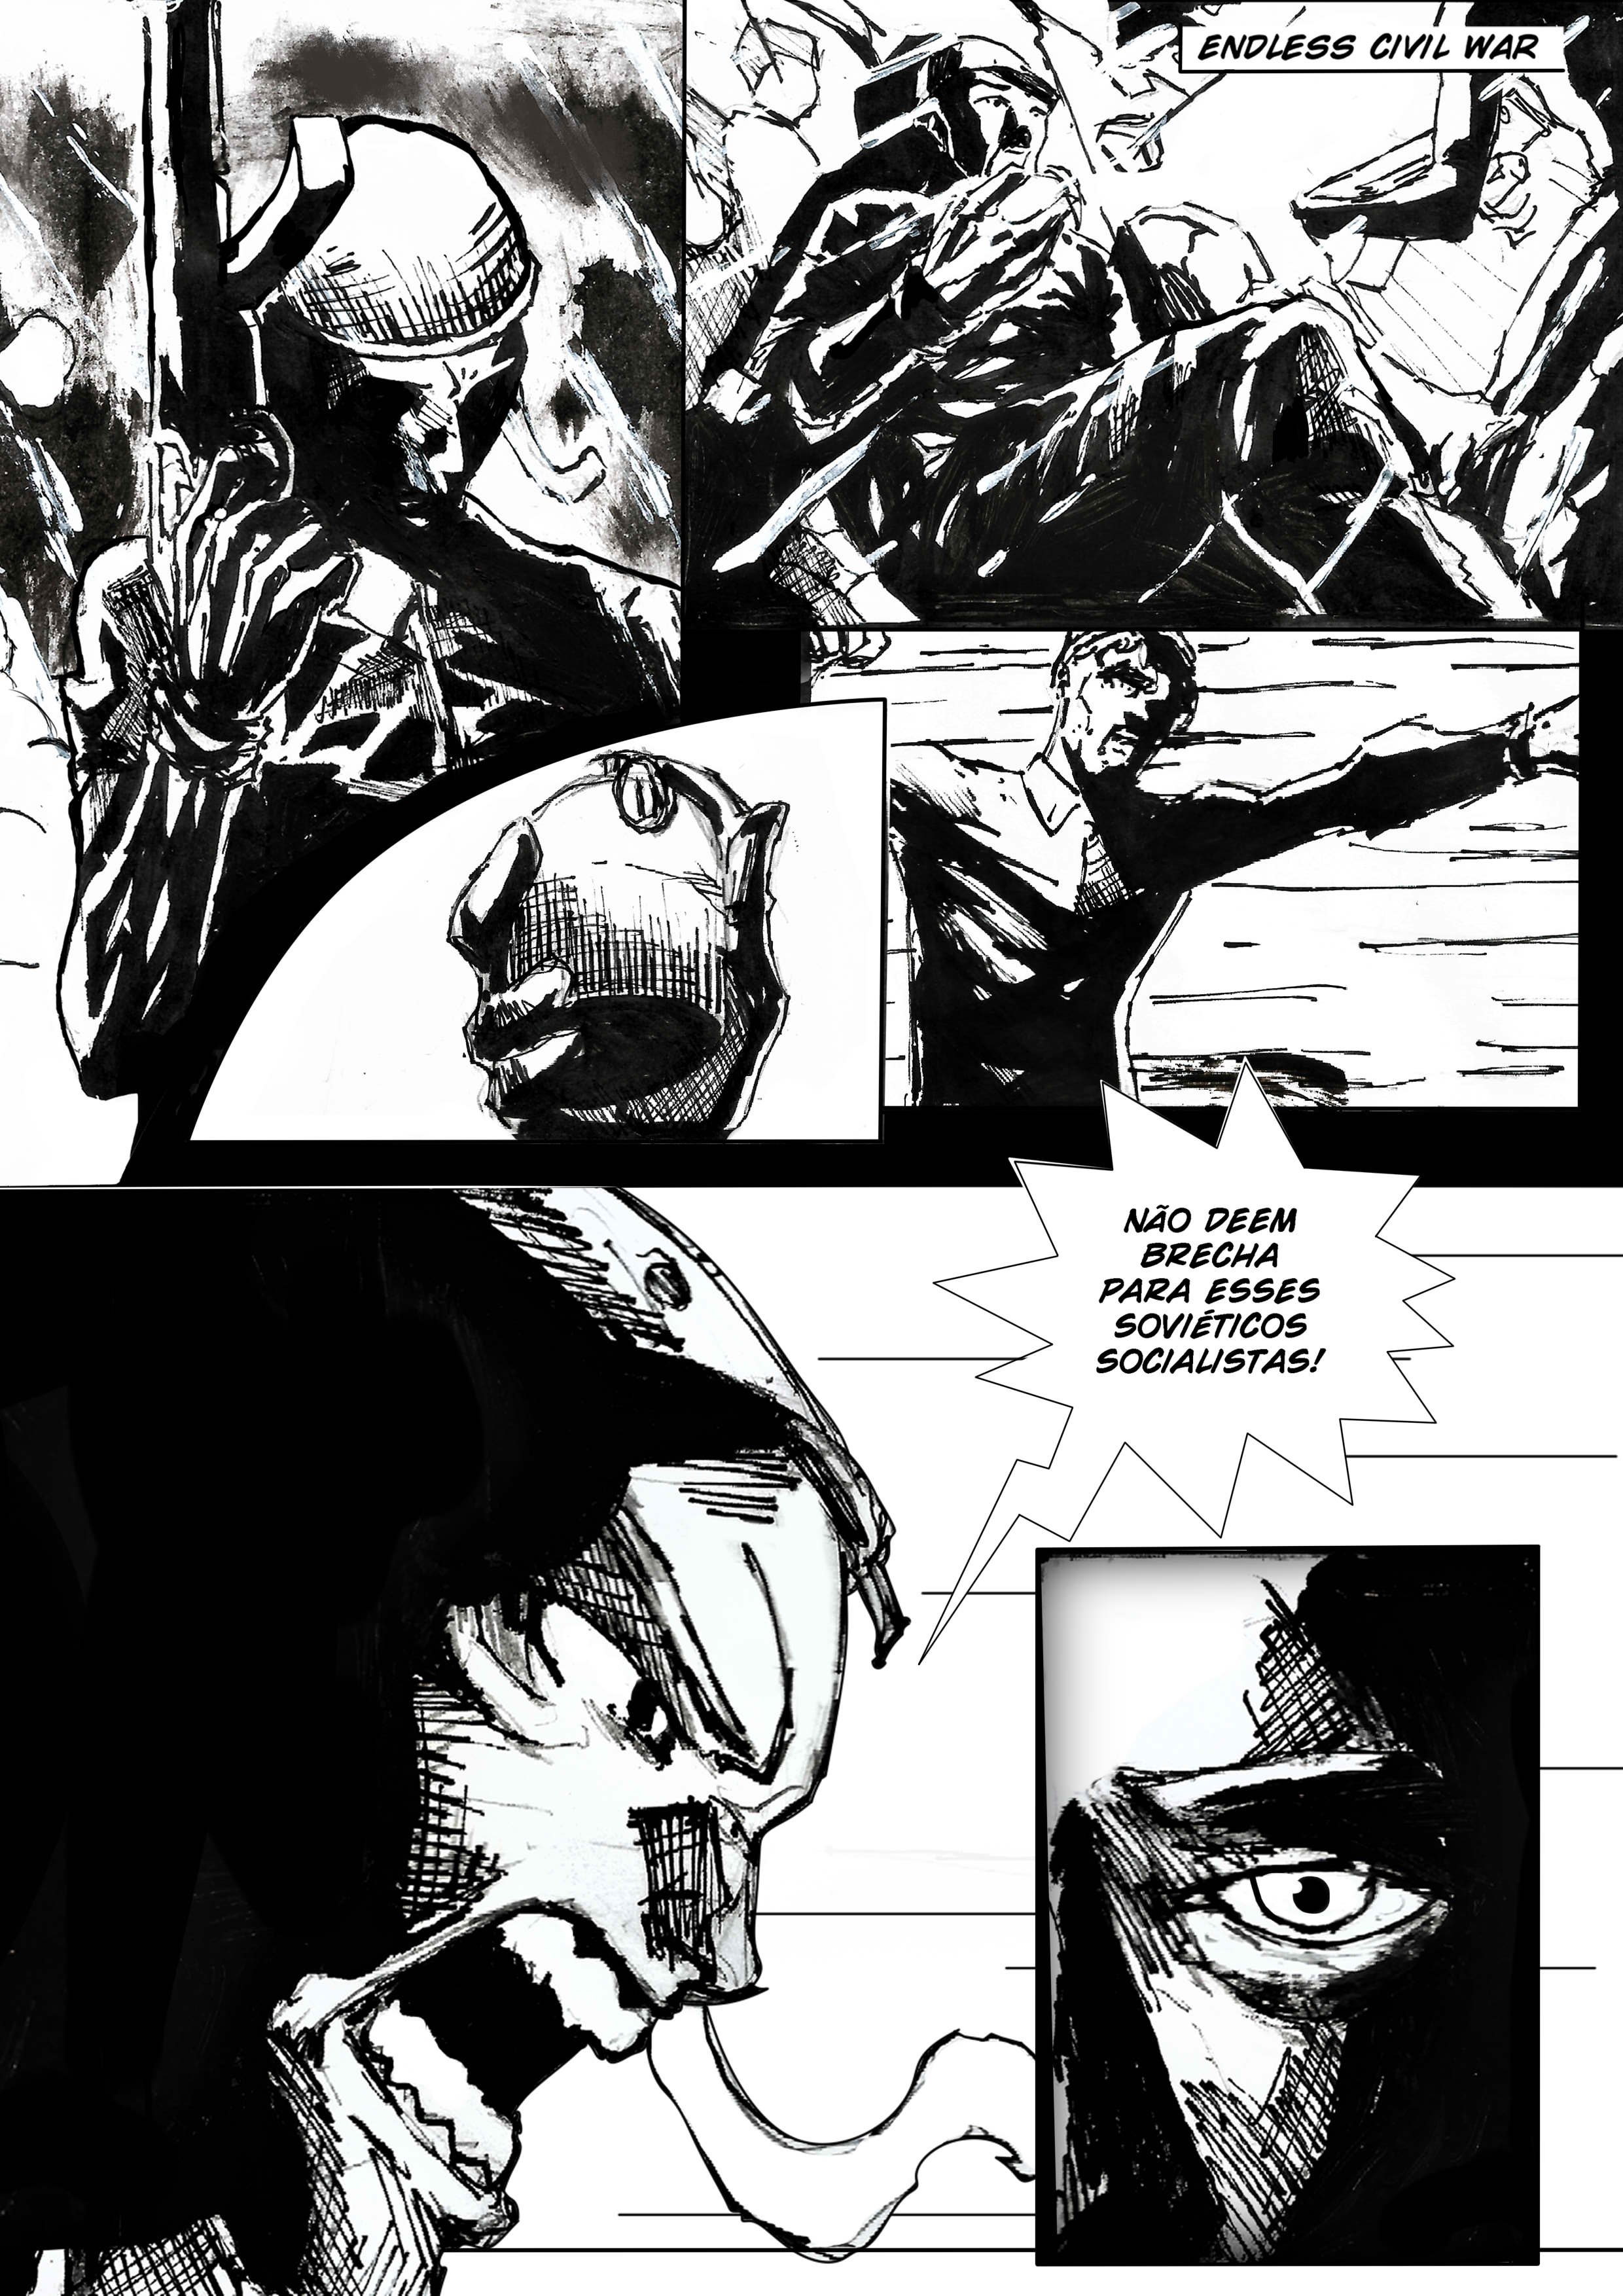 ENDLESS CIVIL WAR
NÃO DEEM
BRECHA
PARA ESSES
SOVIÉTICOS
SOCIALISTAS!